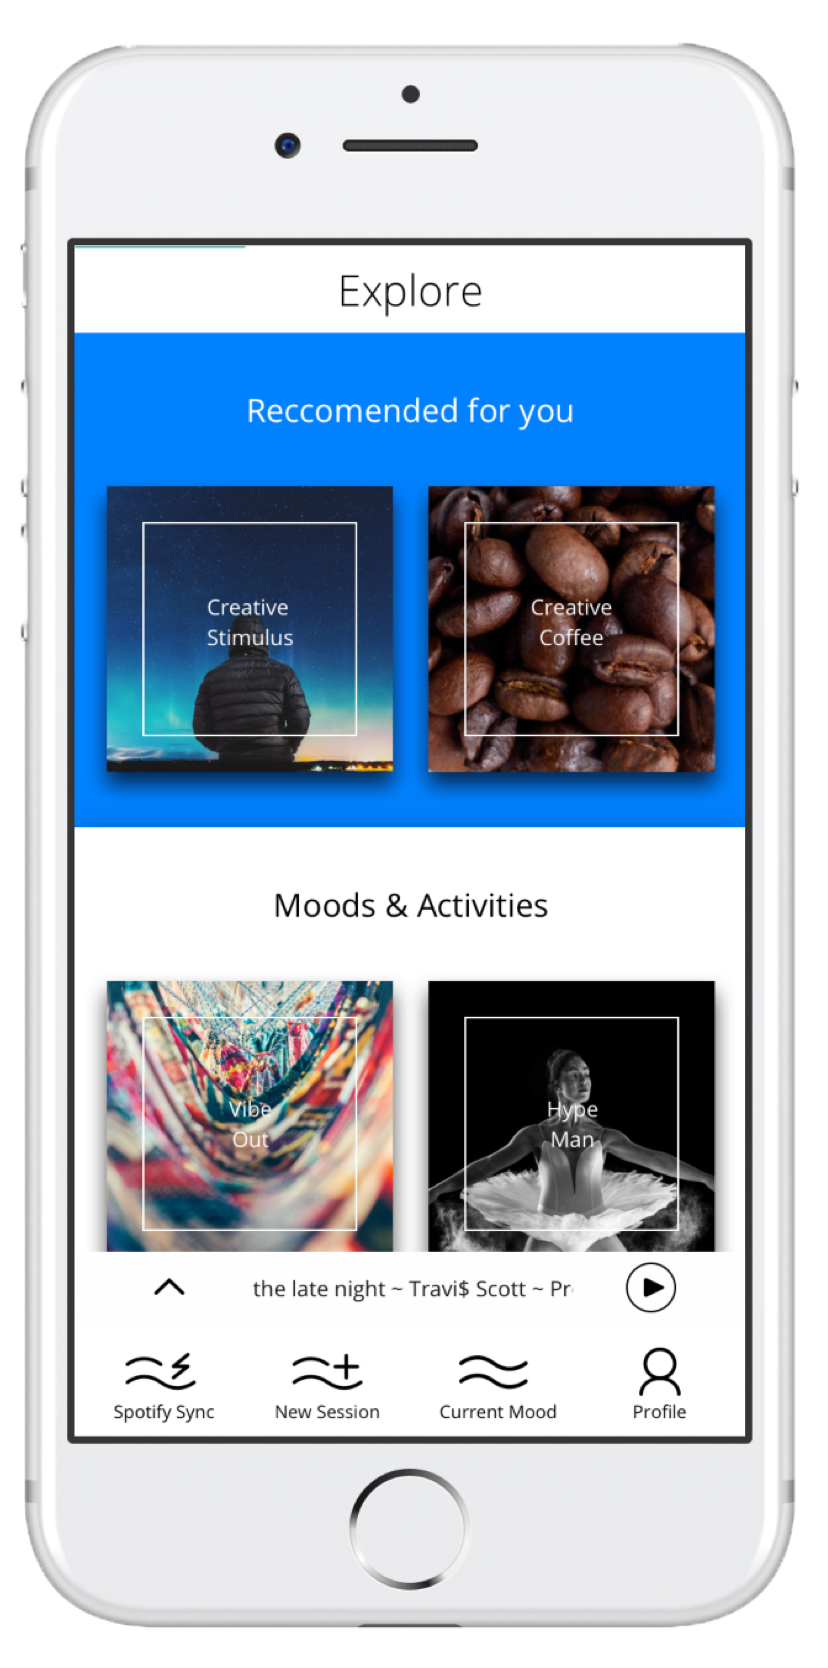 Explore
Reccomended for you
Creative
Stimulus
Creative
Coffee
Moods & Activities
Vibe
Out
Hype
Man
the late night ~ Travi$ Scott ~ Pr
Spotify Sync
New Session
Current Mood
Profile